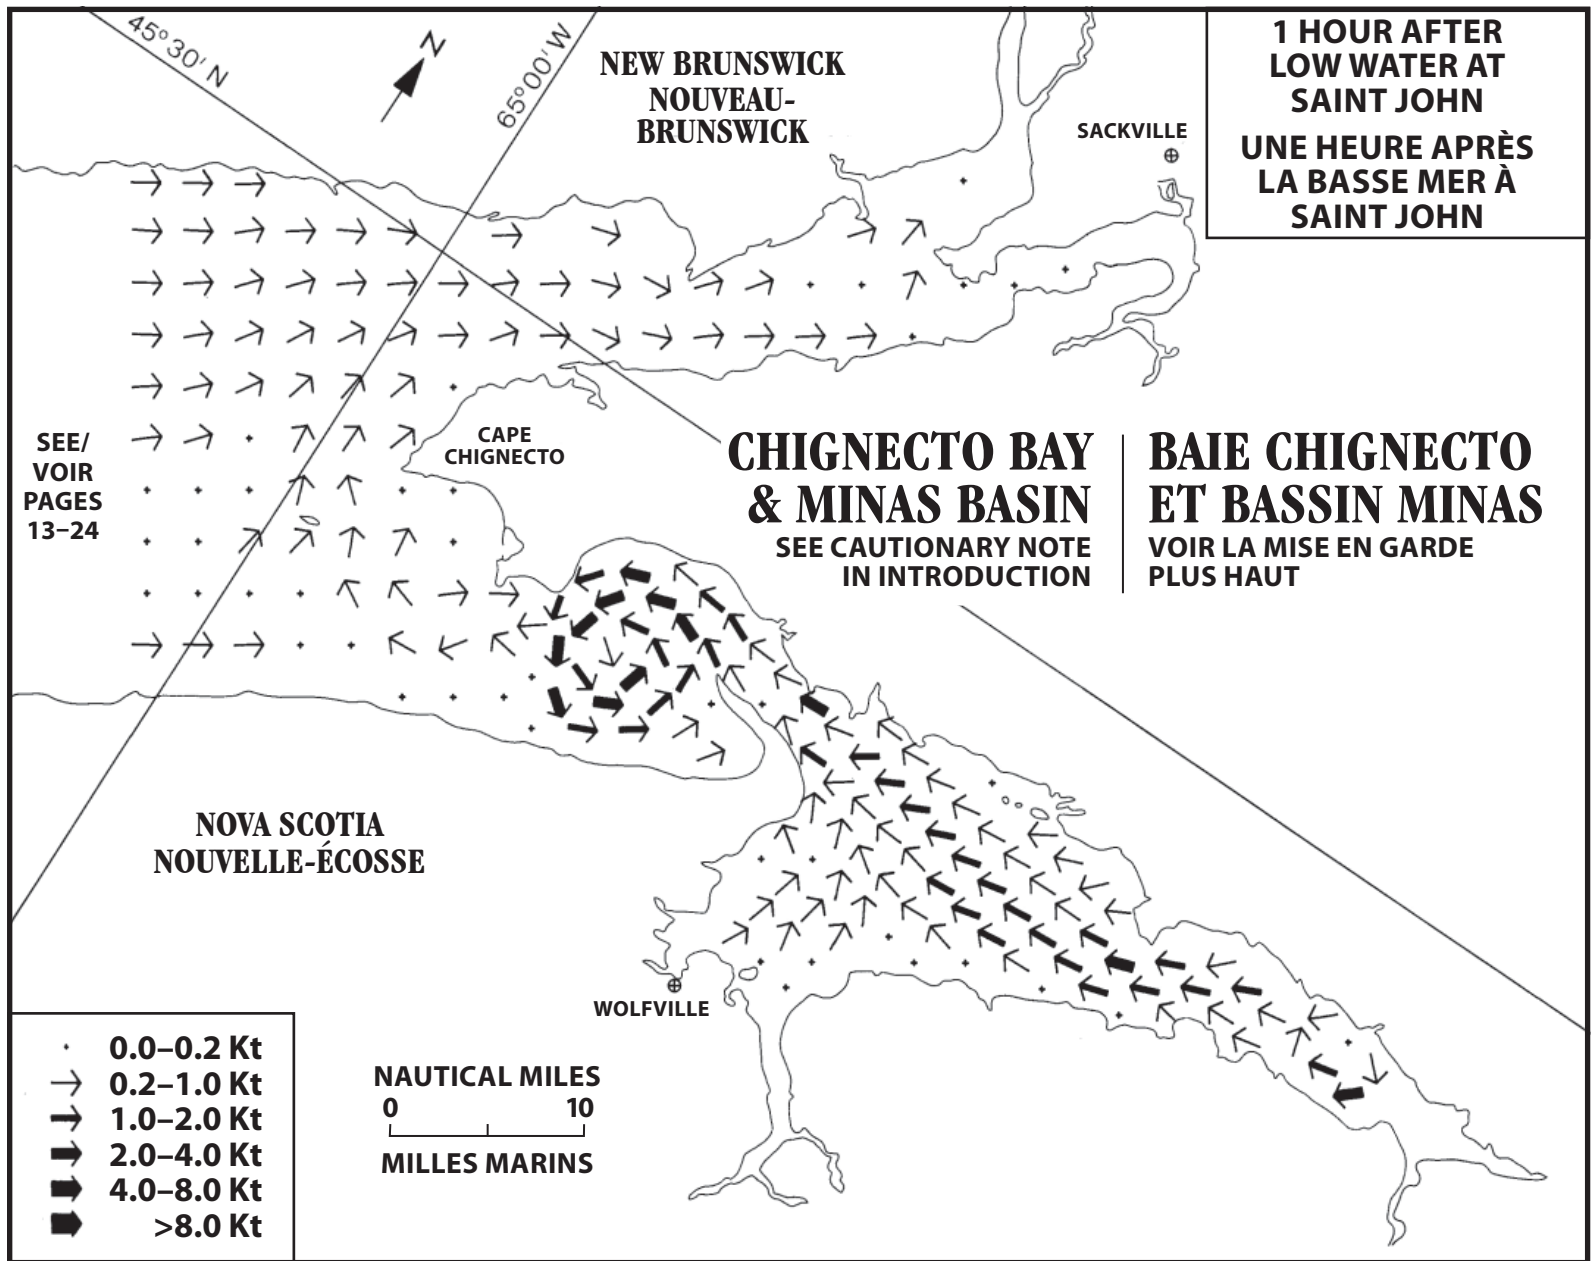 45°30' N
N
65°00' W
NEW BRUNSWICK
NOUVEAU-
BRUNSWICK
SACKVILLE
1 HOUR AFTER
LOW WATER AT
SAINT JOHN
UNE HEURE APRÈS
LA BASSE MER À
SAINT JOHN
SEE/
VOIR
PAGES
13–24
CAPE
CHIGNECTO
CHIGNECTO BAY
& MINAS BASIN
SEE CAUTIONARY NOTE
IN INTRODUCTION
BAIE CHIGNECTO
ET BASSIN MINAS
VOIR LA MISE EN GARDE
PLUS HAUT
NOVA SCOTIA
NOUVELLE-ÉCOSSE
WOLFVILLE
0.0–0.2 Kt
0.2–1.0 Kt
1.0–2.0 Kt
2.0–4.0 Kt
4.0–8.0 Kt
>8.0 Kt
NAUTICAL MILES
0 10
MILLES MARINS